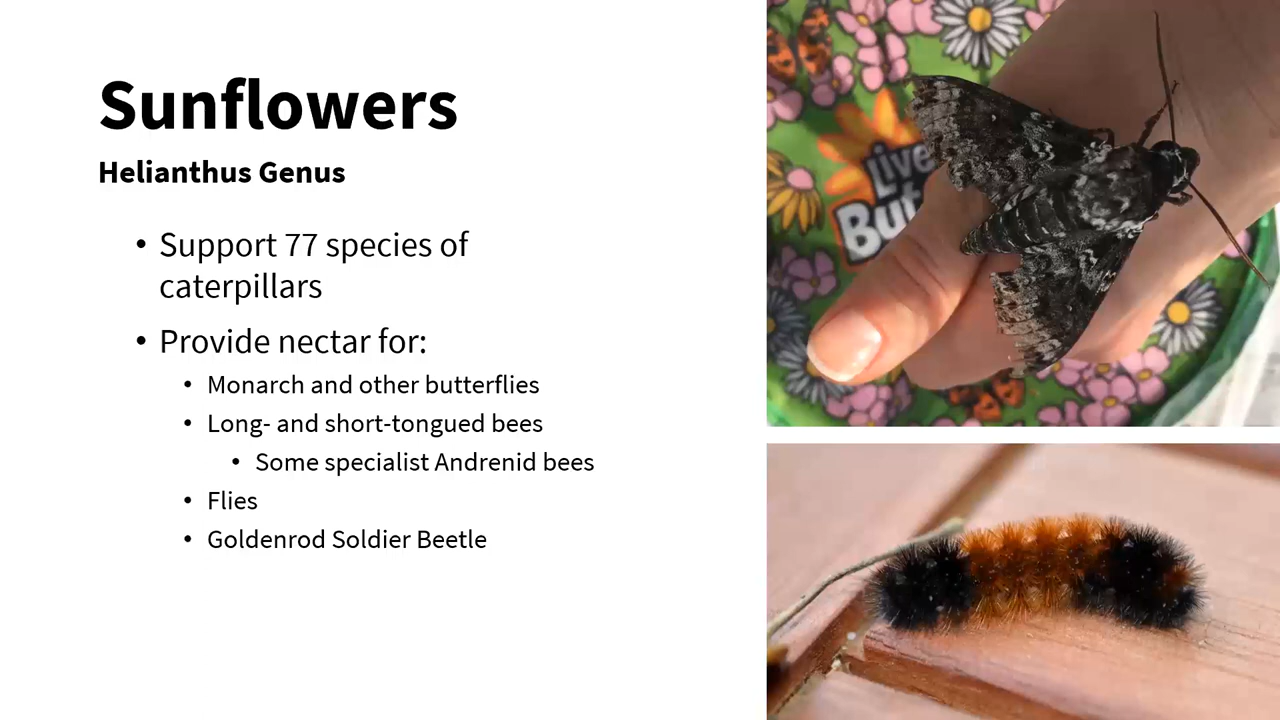 Sunflowers
Helianthus Genus
• Support 77 species of
caterpillars
• Provide nectar for:
• Monarch and other butterflies
• Long- and short-tongued bees
• Some specialist Andrenid bees
• Flies
• Goldenrod Soldier Beetle
Live